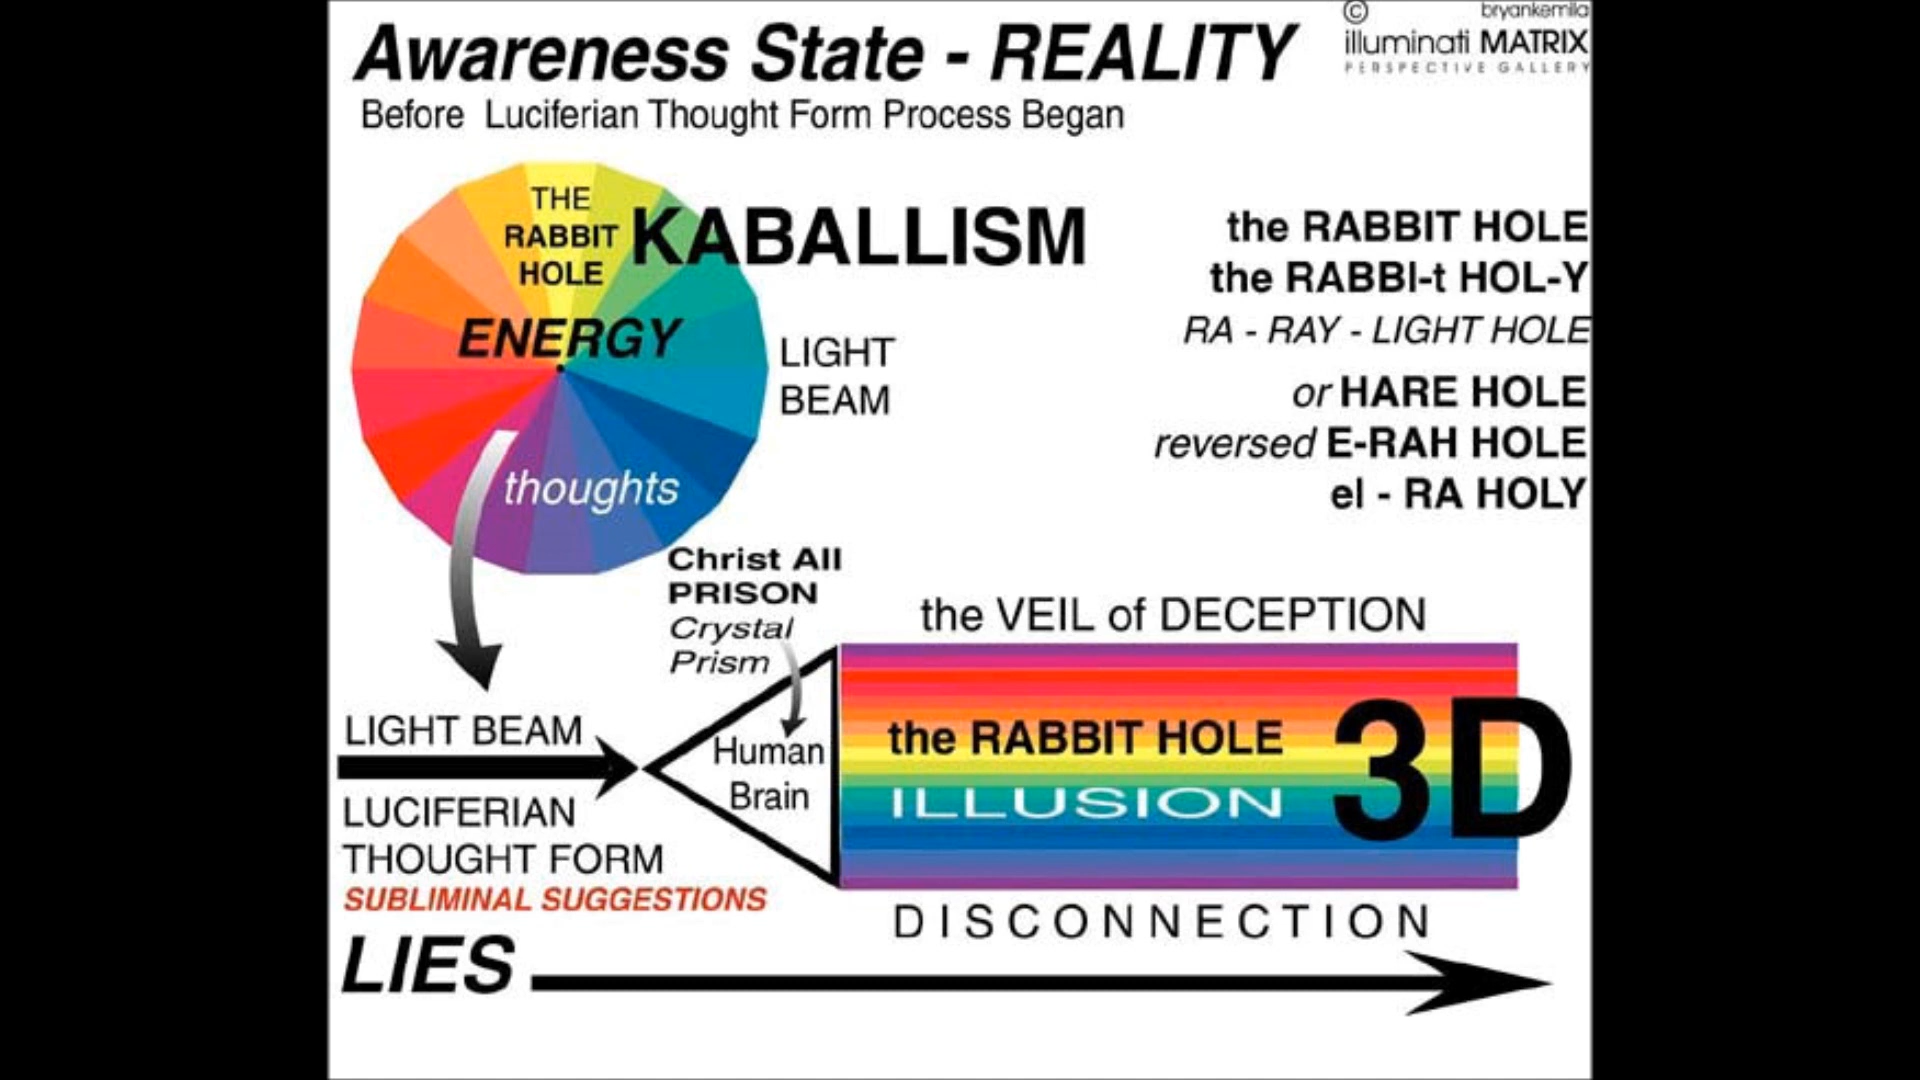 Awareness State - REALITY
© bryankemila
illuminati MATRIX
PERSPECTIVE GALLERY
Before Luciferian Thought Form Process Began
THE
RABBIT
HOLE
KABALLISM
ENERGY
LIGHT
BEAM
thoughts
the RABBIT HOLE
the RABBI-t HOL-Y
RA - RAY - LIGHT HOLE
or HARE HOLE
reversed E-RAH HOLE
el - RA HOLY
Christ All
PRISON
Crystal
Prism
the VEIL of DECEPTION
LIGHT BEAM
Human
Brain
the RABBIT HOLE
ILLUSION
3D
LUCIFERIAN
THOUGHT FORM
SUBLIMINAL SUGGESTIONS
DISCONNECTION
LIES